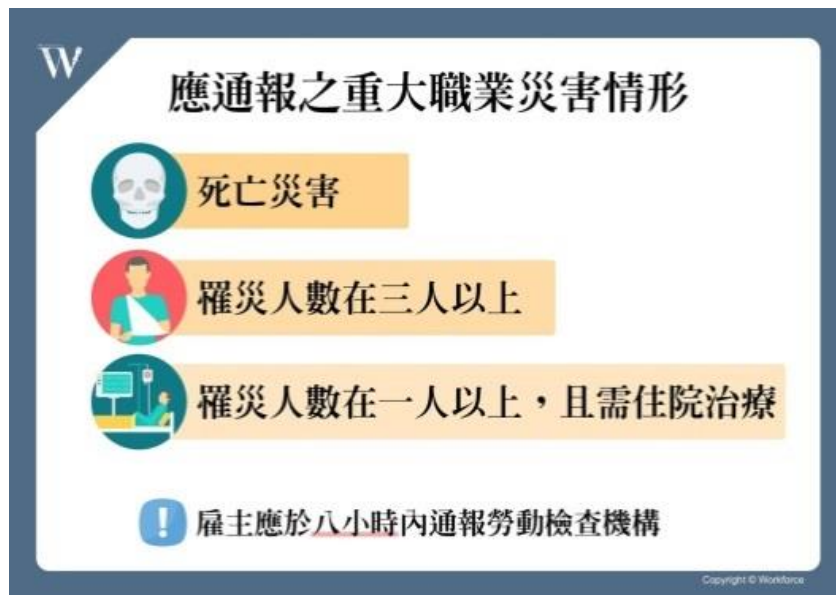 W
應通報之重大職業災害情形
死亡災害
罹災人數在三人以上
罹災人數在一人以上，且需住院治療
雇主應於八小時內通報勞動檢查機構
Copyright © Workforce